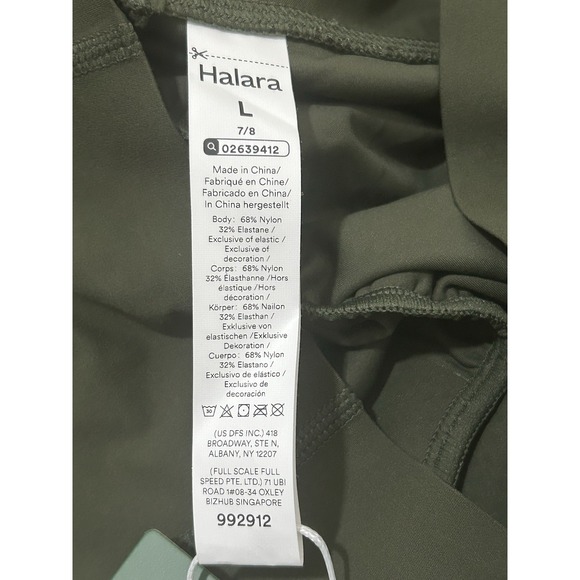 Halara
L
7/8
02639412
Made in China/
Fabriqué en Chine/
Fabricado en China/
In China hergestellt
Body: 68% Nylon
32% Elastane /
Exclusive of elastic /
Exclusive of
decoration /
Corps: 68% Nylon
32% Élasthanne /Hors
élastique /Hors
décoration /
Körper: 68% Nailon
32% Elasthan /
Exklusive von
elastischen /Exklusive
Dekoration /
Cuerpo: 68% Nylon
32% Elastano /
Exclusivo de elástico /
Exclusivo de
decoración
30
(US DFS INC.) 418
BROADWAY, STE N,
ALBANY, NY 12207
(FULL SCALE FULL
SPEED PTE. LTD.) 71 UBI
ROAD 1#08-34 OXLEY
BIZHUB SINGAPORE
992912